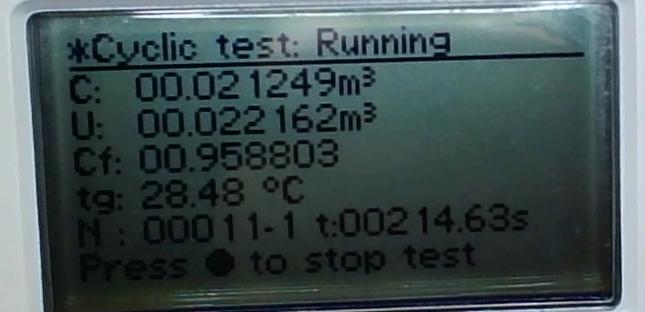 *Cyclic test: Running
C: 00.021249m³
U: 00.022162m³
Cf: 00.958803
tg: 28.48 °C
N : 00011-1 t:00214.63s
Press ● to stop test